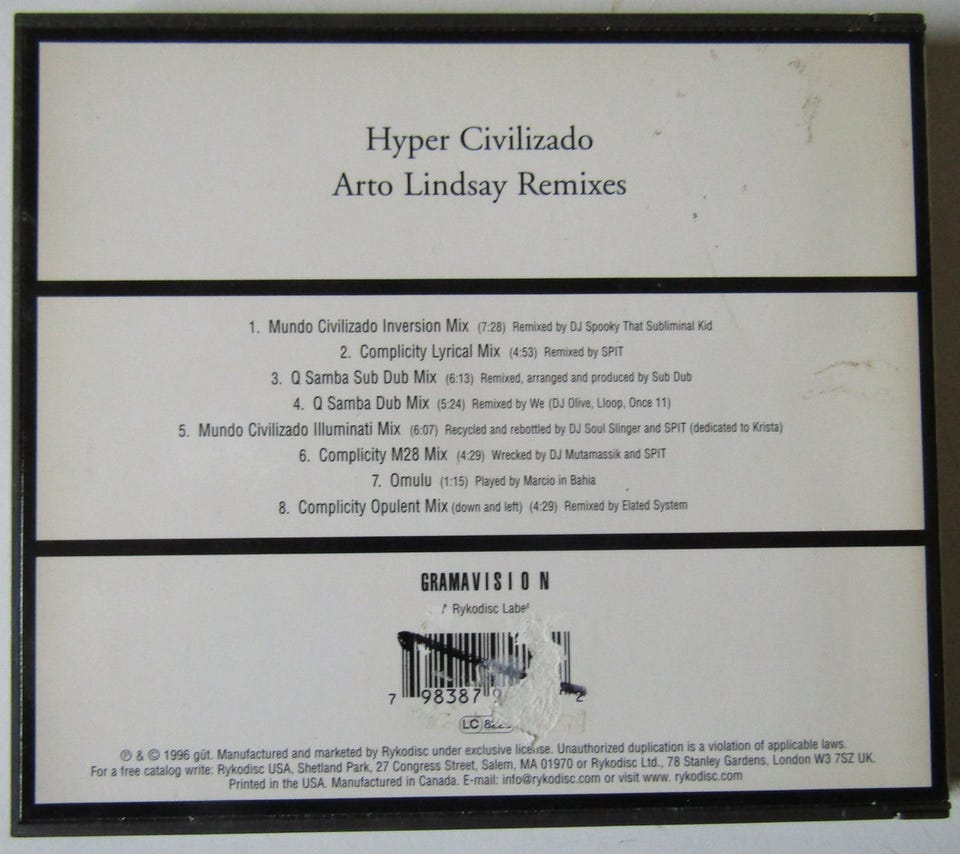 Hyper Civilizado
Arto Lindsay Remixes
1. Mundo Civilizado Inversion Mix (7:28) Remixed by DJ Spooky That Subliminal Kid
2. Complicity Lyrical Mix (4:53) Remixed by SPIT
3. Q Samba Sub Dub Mix (6:13) Remixed, arranged and produced by Sub Dub
4. Q Samba Dub Mix (5:24) Remixed by We (DJ Olive, Lloop, Once 11)
5. Mundo Civilizado Illuminati Mix (6:07) Recycled and rebottled by DJ Soul Slinger and SPIT (dedicated to Krista)
6. Complicity M28 Mix (4:29) Wrecked by DJ Mutamassik and SPIT
7. Omulu (1:15) Played by Marcio in Bahia
8. Complicity Opulent Mix (down and left) (4:29) Remixed by Elated System
GRAMAVISION
Rykodisc Label
7 98387 2
LC
℗ & © 1996 güt. Manufactured and marketed by Rykodisc under exclusive license. Unauthorized duplication is a violation of applicable laws.
For a free catalog write: Rykodisc USA, Shetland Park, 27 Congress Street, Salem, MA 01970 or Rykodisc Ltd., 78 Stanley Gardens, London W3 7SZ UK.
Printed in the USA. Manufactured in Canada. E-mail: info@rykodisc.com or visit www. rykodisc.com